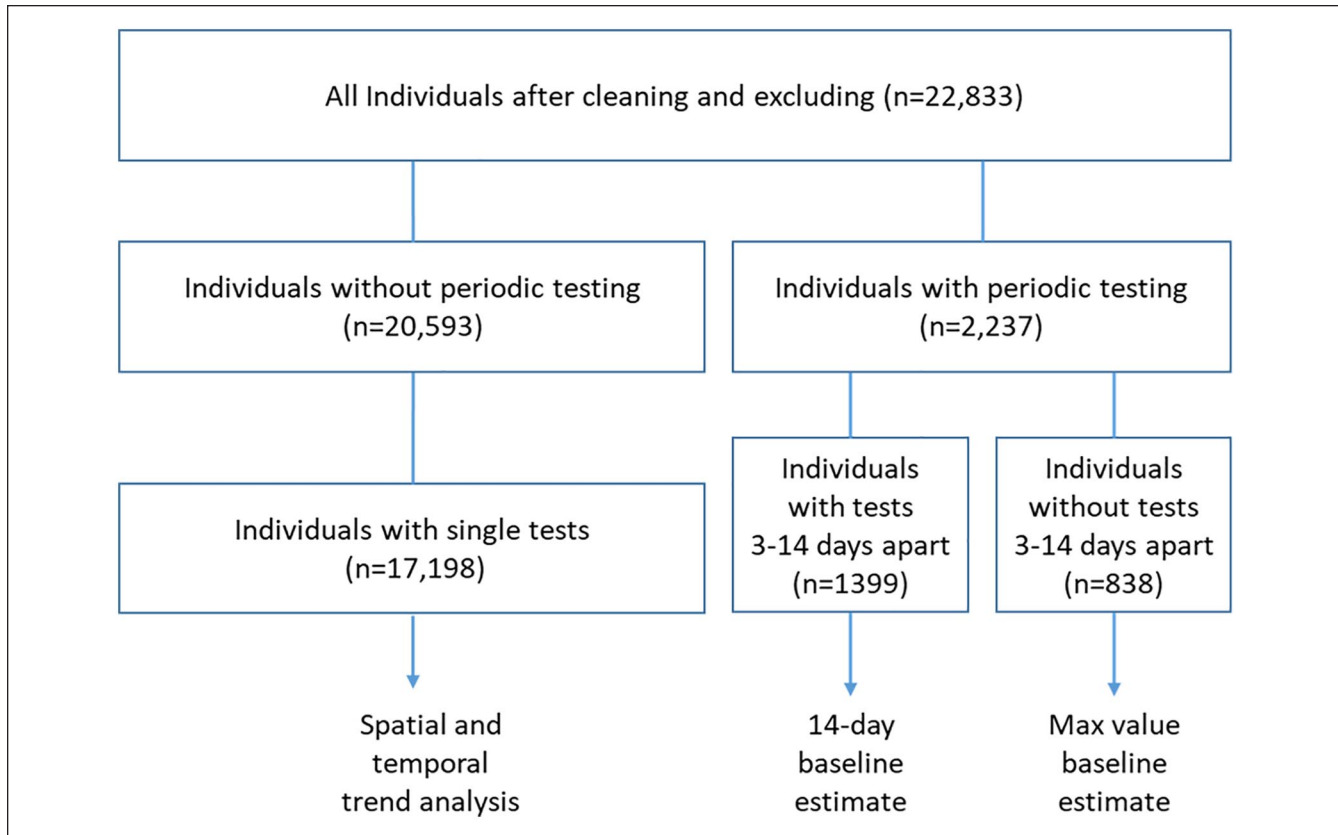 All Individuals after cleaning and excluding (n=22,833)
Individuals without periodic testing
(n=20,593)
Individuals with periodic testing
(n=2,237)
Individuals with single tests
(n=17,198)
Individuals
with tests
3-14 days apart
(n=1399)
Individuals
without tests
3-14 days apart
(n=838)
Spatial and
temporal
trend analysis
14-day
baseline
estimate
Max value
baseline
estimate